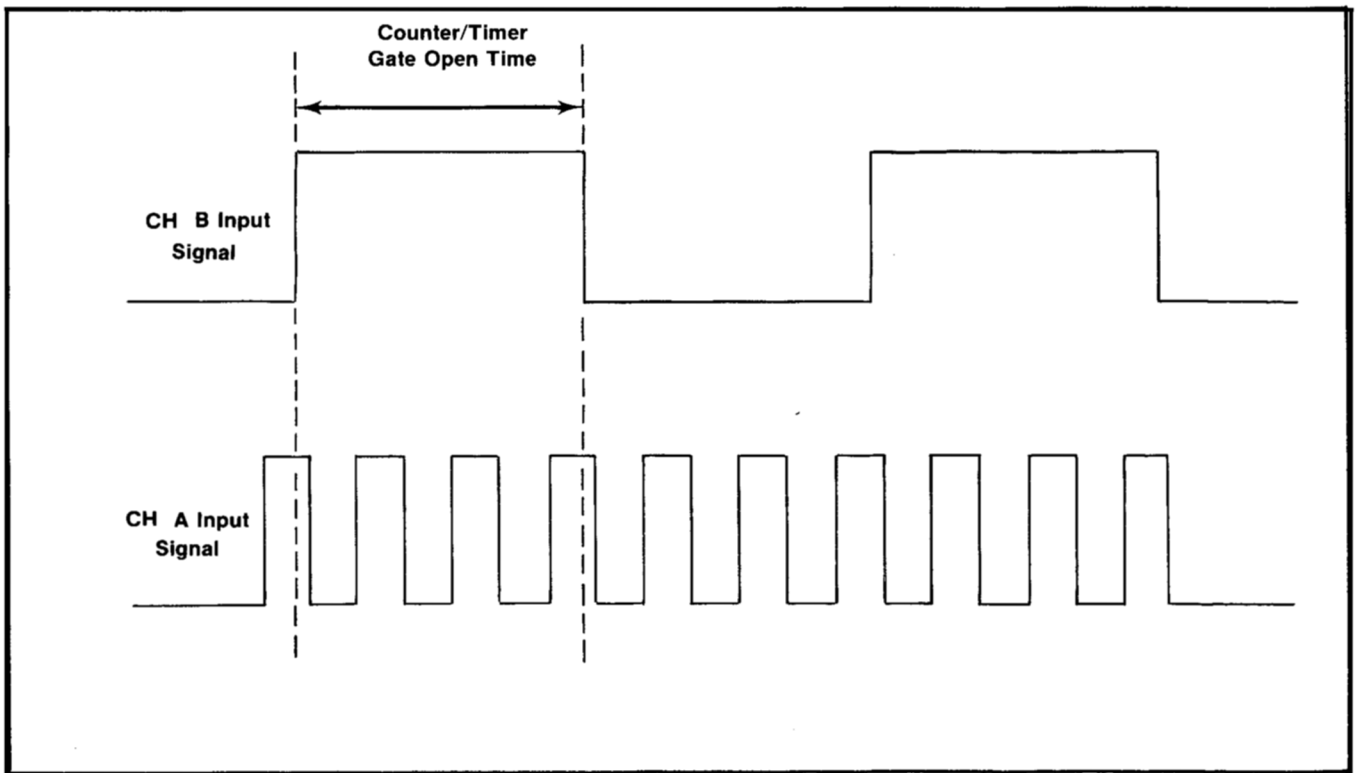 Counter/Timer
Gate Open Time
CH B Input
Signal
CH A Input
Signal